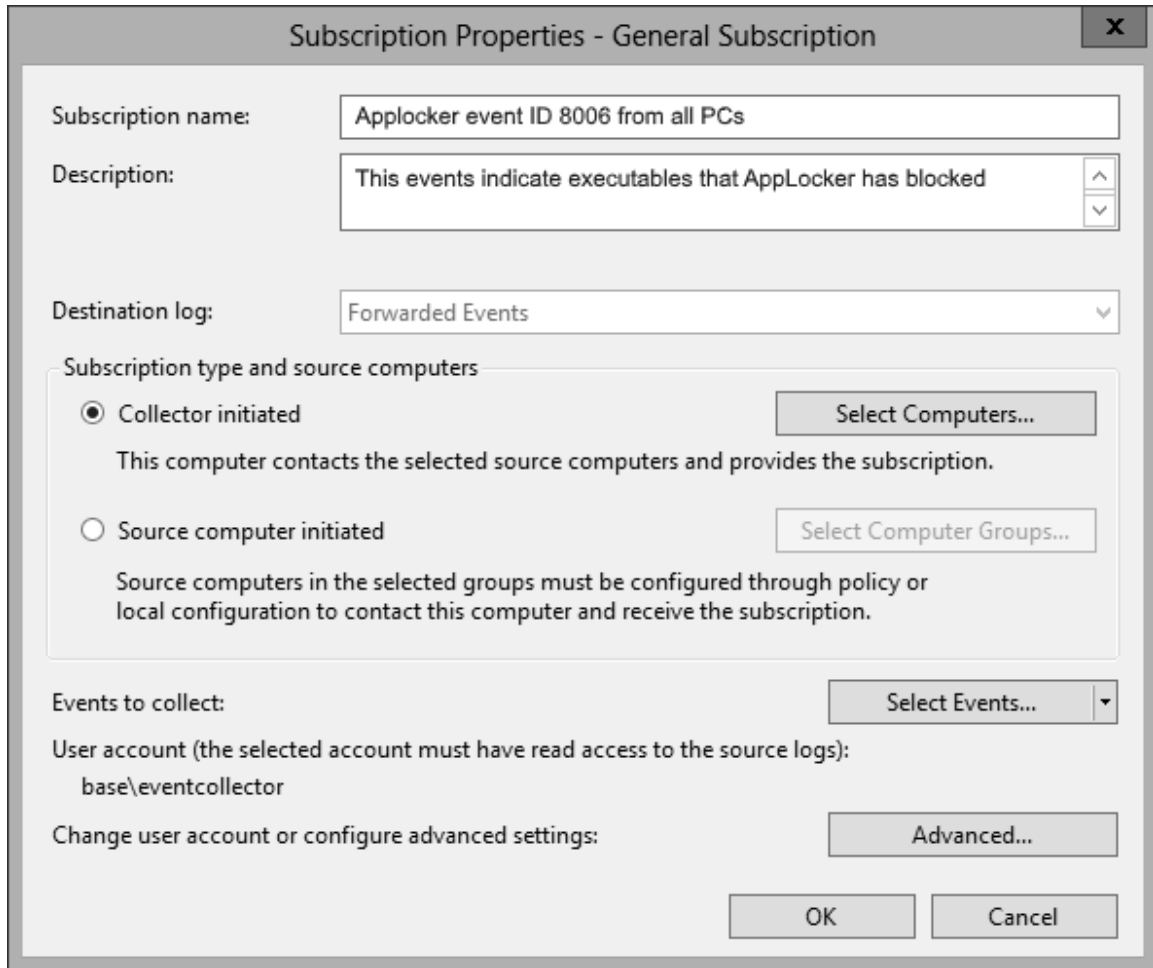 Subscription Properties - General Subscription
x
Subscription name:
Applocker event ID 8006 from all PCs
Description:
This events indicate executables that AppLocker has blocked
Destination log:
Forwarded Events
Subscription type and source computers
Collector initiated
Select Computers...
This computer contacts the selected source computers and provides the subscription.
Source computer initiated
Select Computer Groups...
Source computers in the selected groups must be configured through policy or
local configuration to contact this computer and receive the subscription.
Events to collect:
Select Events...
User account (the selected account must have read access to the source logs):
base\eventcollector
Change user account or configure advanced settings:
Advanced...
OK
Cancel